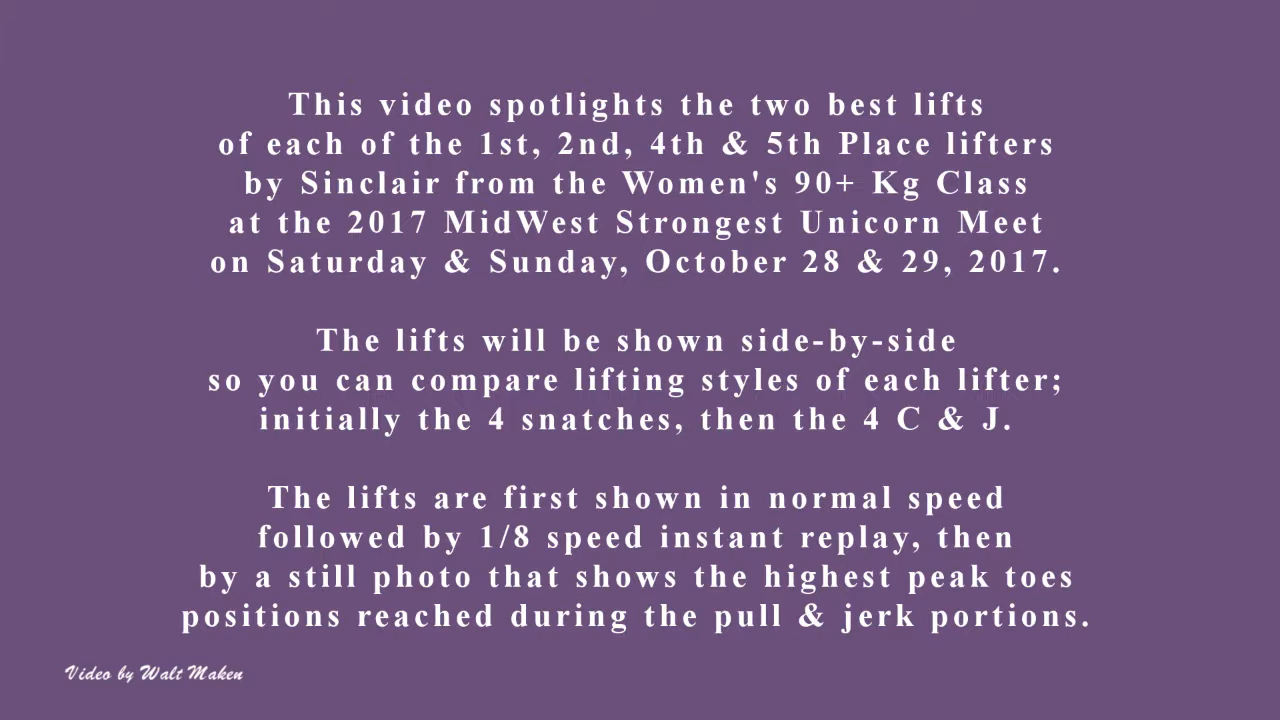 This video spotlights the two best lifts
of each of the 1st, 2nd, 4th & 5th Place lifters
by Sinclair from the Women's 90+ Kg Class
at the 2017 MidWest Strongest Unicorn Meet
on Saturday & Sunday, October 28 & 29, 2017.
The lifts will be shown side-by-side
so you can compare lifting styles of each lifter;
initially the 4 snatches, then the 4 C & J.
The lifts are first shown in normal speed
followed by 1/8 speed instant replay, then
by a still photo that shows the highest peak toes
positions reached during the pull & jerk portions.
Video by Walt Maken